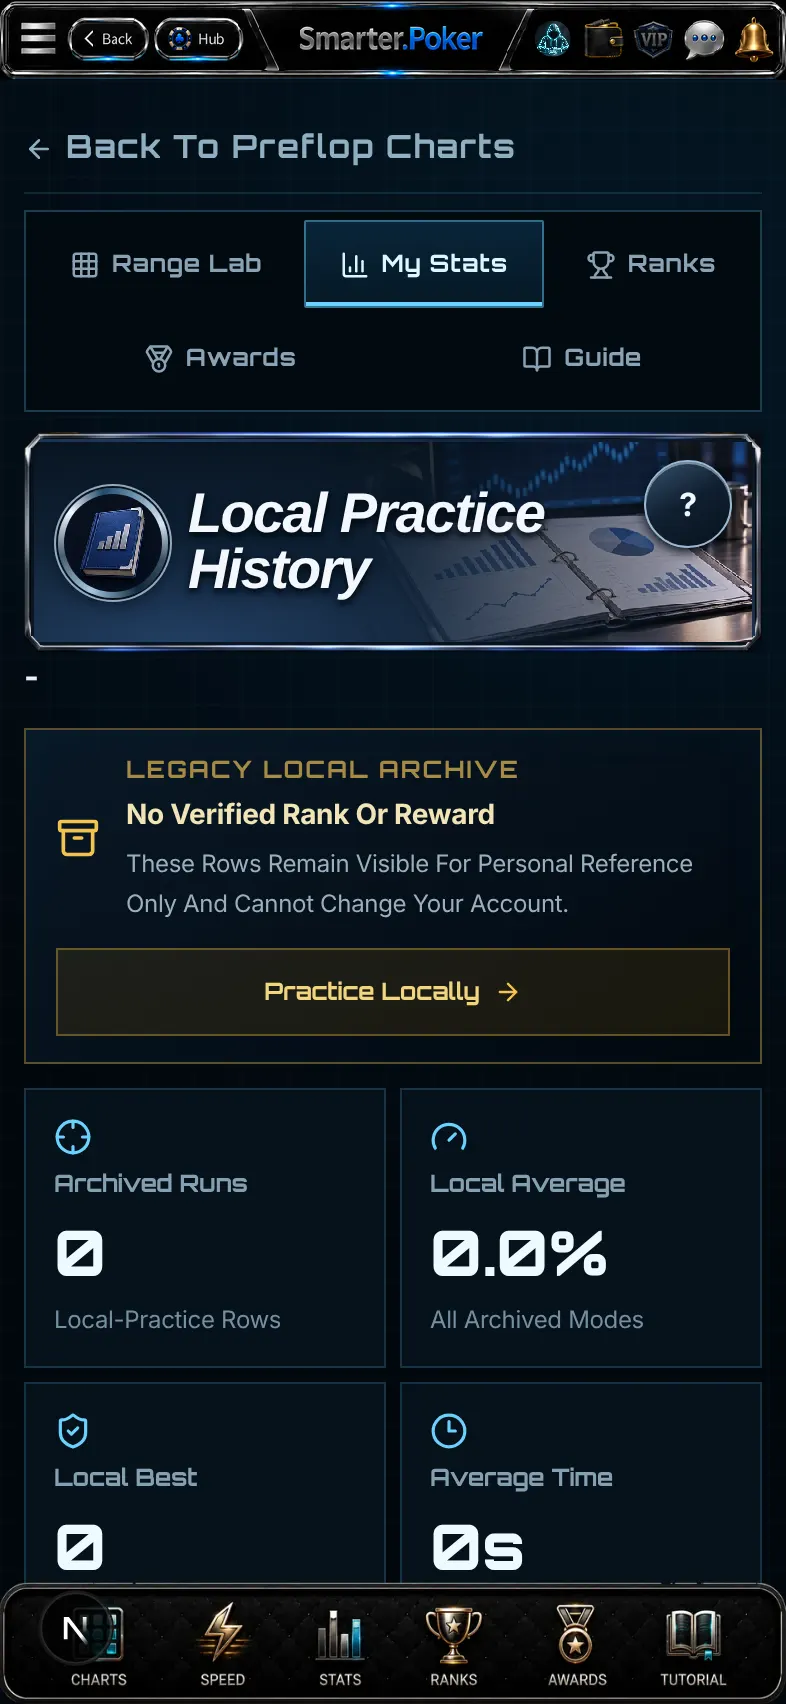 Back
Hub
Smarter.Poker
VIP
Back To Preflop Charts
Range Lab
My Stats
Ranks
Awards
Guide
Local Practice
History
?
-
LEGACY LOCAL ARCHIVE
No Verified Rank Or Reward
These Rows Remain Visible For Personal Reference
Only And Cannot Change Your Account.
Practice Locally
Archived Runs
0
Local-Practice Rows
Local Average
0.0%
All Archived Modes
Local Best
0
Average Time
0s
N
CHARTS
SPEED
STATS
RANKS
AWARDS
TUTORIAL